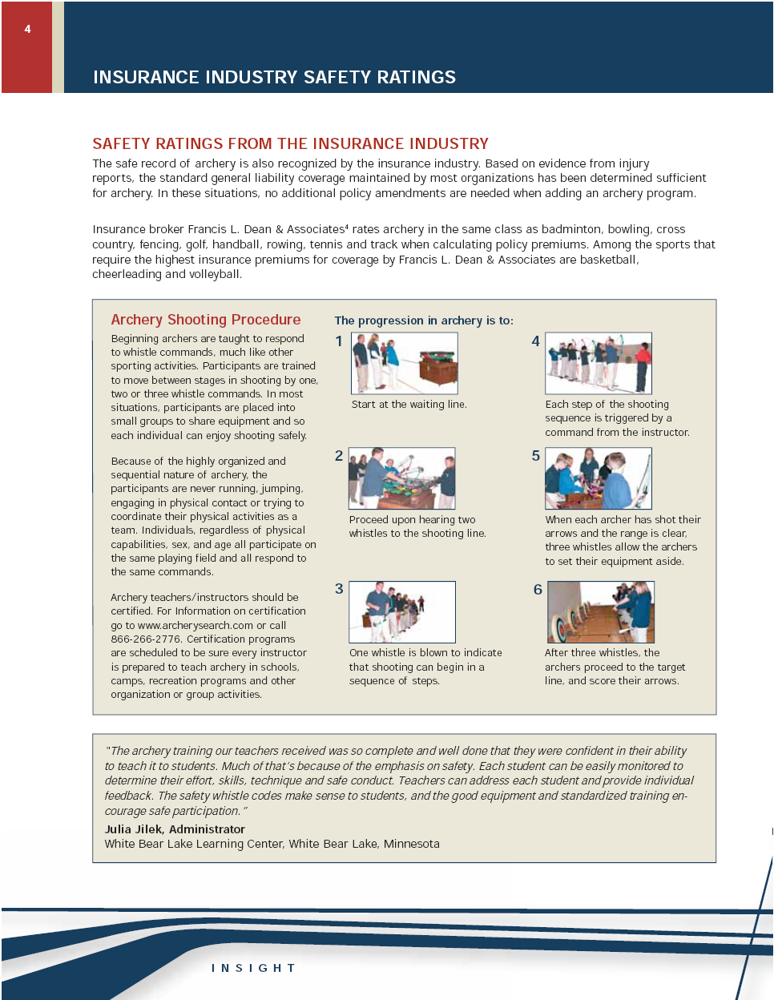 4
INSURANCE INDUSTRY SAFETY RATINGS
SAFETY RATINGS FROM THE INSURANCE INDUSTRY
The safe record of archery is also recognized by the insurance industry. Based on evidence from injury
reports, the standard general liability coverage maintained by most organizations has been determined sufficient
for archery. In these situations, no additional policy amendments are needed when adding an archery program.
Insurance broker Francis L. Dean & Associates⁴ rates archery in the same class as badminton, bowling, cross
country, fencing, golf, handball, rowing, tennis and track when calculating policy premiums. Among the sports that
require the highest insurance premiums for coverage by Francis L. Dean & Associates are basketball,
cheerleading and volleyball.
Archery Shooting Procedure
Beginning archers are taught to respond
to whistle commands, much like other
sporting activities. Participants are trained
to move between stages in shooting by one,
two or three whistle commands. In most
situations, participants are placed into
small groups to share equipment and so
each individual can enjoy shooting safely.
Because of the highly organized and
sequential nature of archery, the
participants are never running, jumping,
engaging in physical contact or trying to
coordinate their physical activities as a
team. Individuals, regardless of physical
capabilities, sex, and age all participate on
the same playing field and all respond to
the same commands.
Archery teachers/instructors should be
certified. For Information on certification
go to www.archerysearch.com or call
866-266-2776. Certification programs
are scheduled to be sure every instructor
is prepared to teach archery in schools,
camps, recreation programs and other
organization or group activities.
The progression in archery is to:
1
Start at the waiting line.
2
Proceed upon hearing two
whistles to the shooting line.
3
One whistle is blown to indicate
that shooting can begin in a
sequence of steps.
4
Each step of the shooting
sequence is triggered by a
command from the instructor.
5
When each archer has shot their
arrows and the range is clear,
three whistles allow the archers
to set their equipment aside.
6
After three whistles, the
archers proceed to the target
line, and score their arrows.
"The archery training our teachers received was so complete and well done that they were confident in their ability
to teach it to students. Much of that's because of the emphasis on safety. Each student can be easily monitored to
determine their effort, skills, technique and safe conduct. Teachers can address each student and provide individual
feedback. The safety whistle codes make sense to students, and the good equipment and standardized training en-
courage safe participation."
Julia Jilek, Administrator
White Bear Lake Learning Center, White Bear Lake, Minnesota
INSIGHT